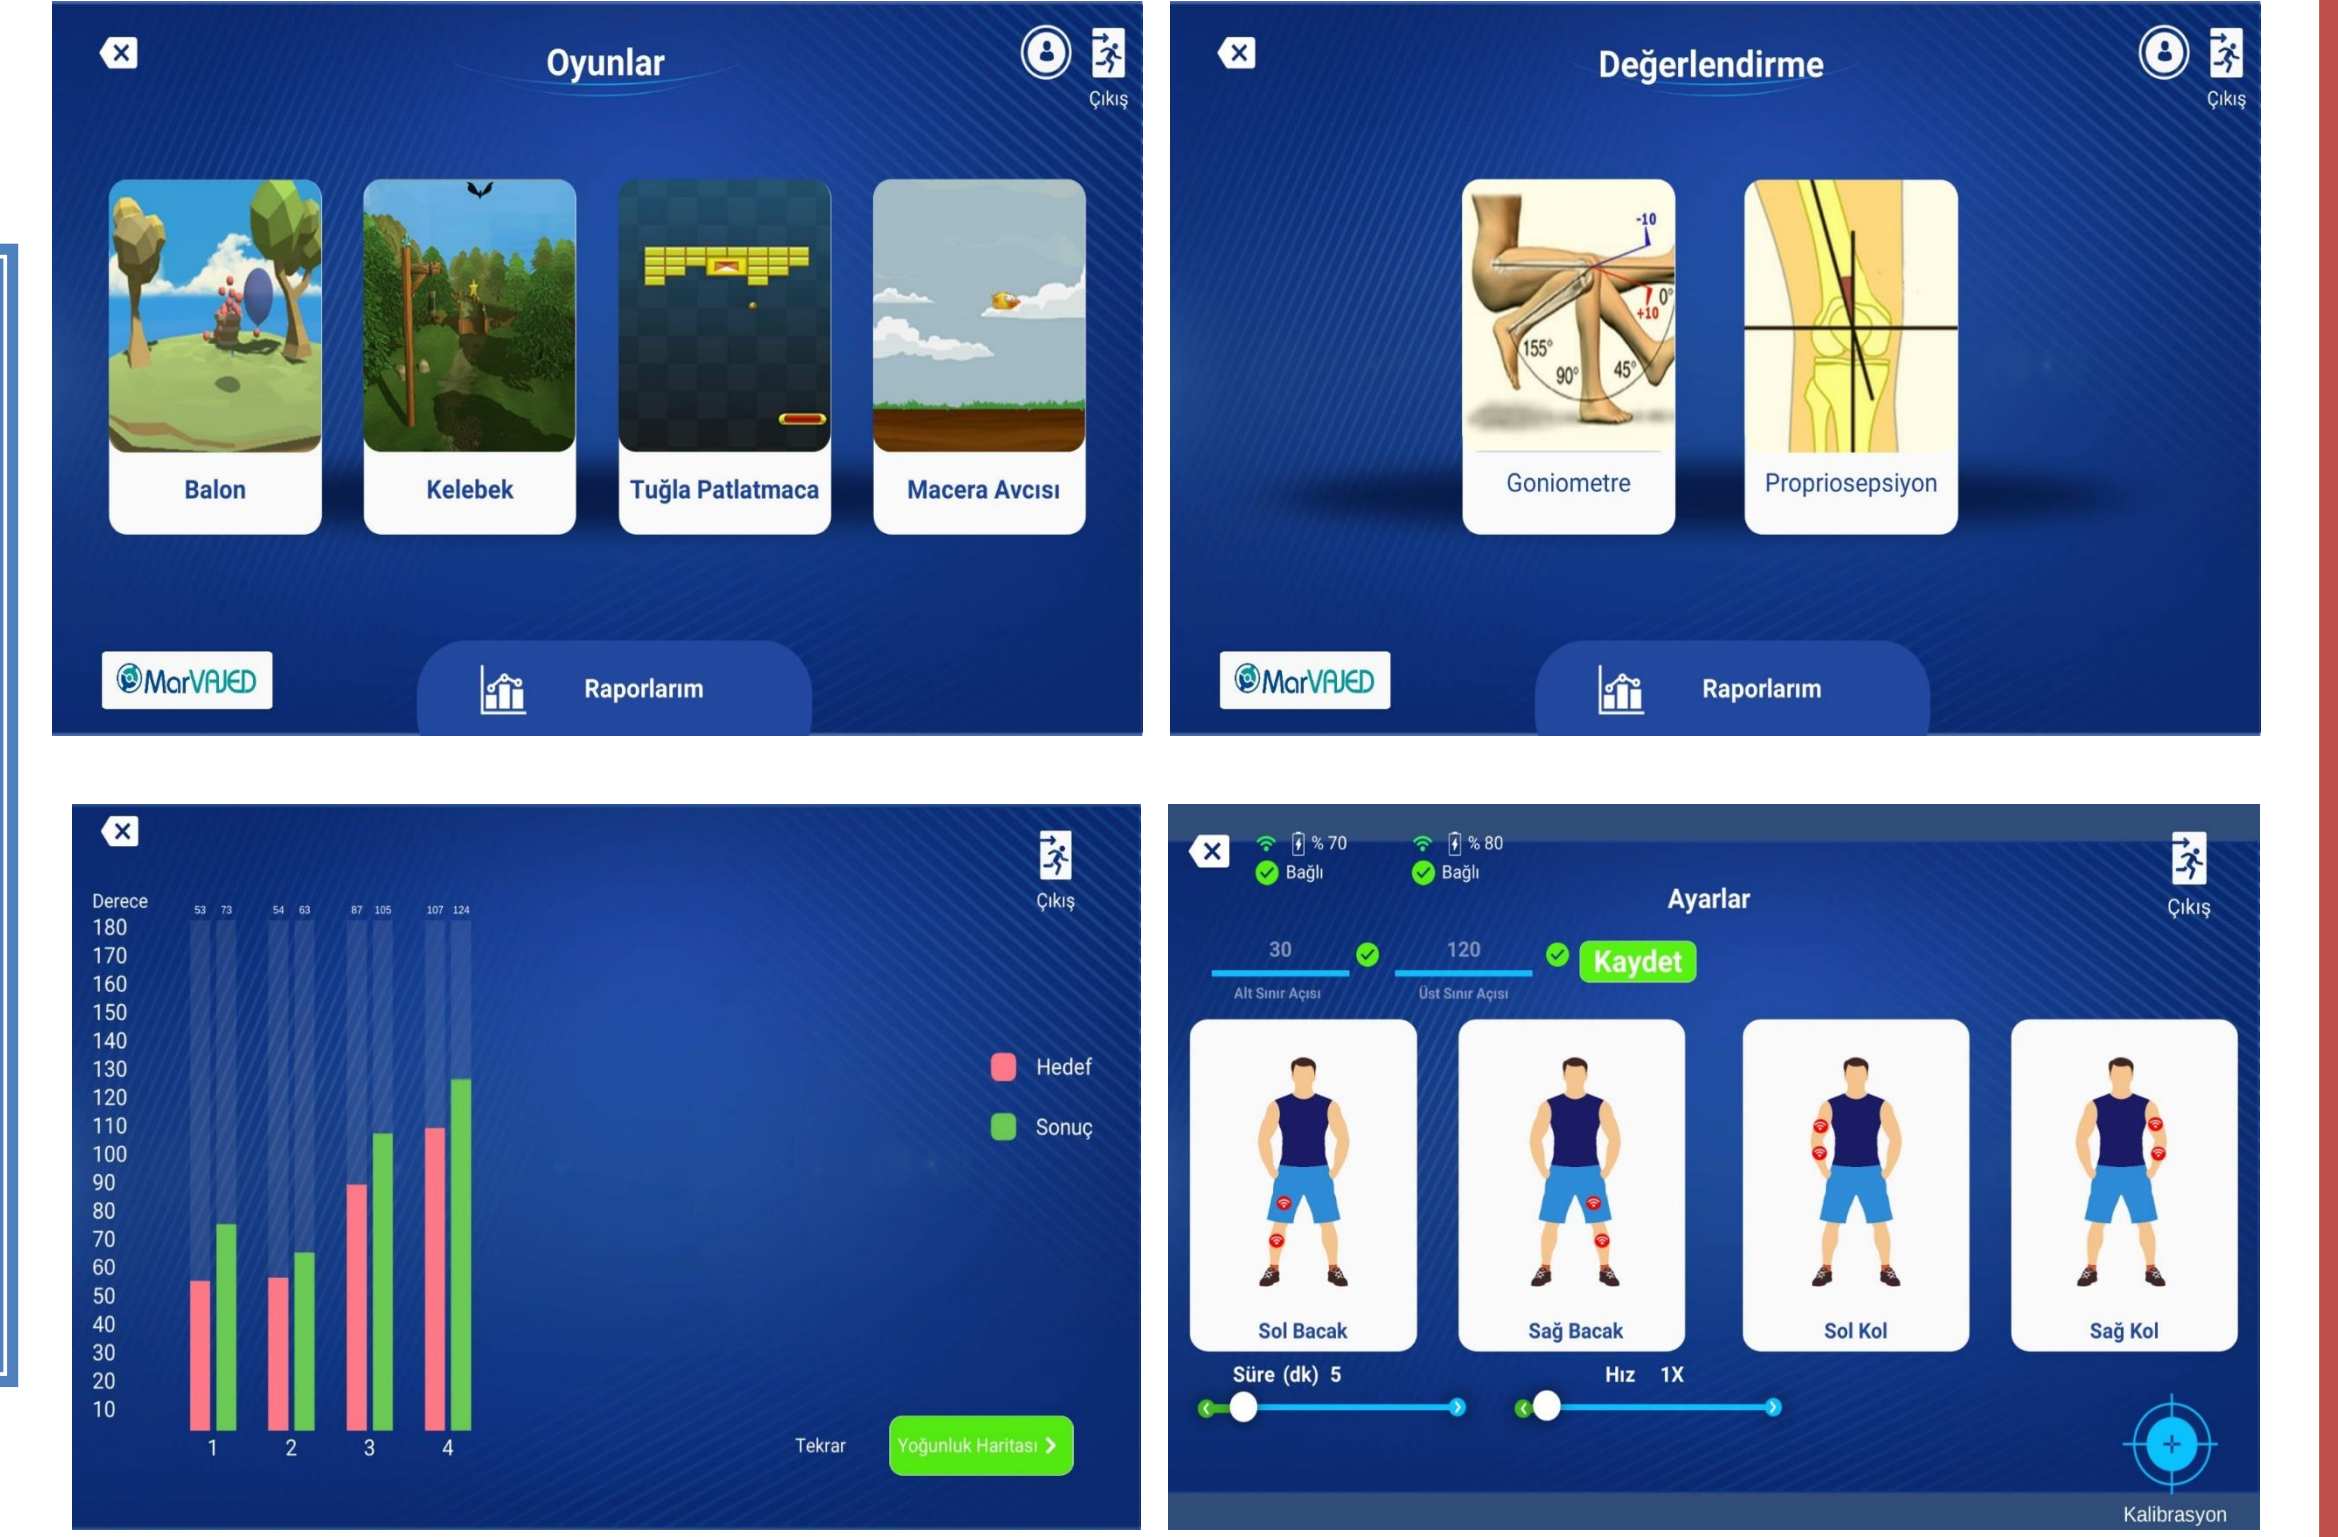 Oyunlar
Çıkış
Balon
Kelebek
Tuğla Patlatmaca
Macera Avcısı
MarVAJED
Raporlarım
Değerlendirme
Çıkış
-10
0°
+10
155°
90°
45°
Goniometre
Propriosepsiyon
MarVAJED
Raporlarım
Çıkış
Derece
53 73 54 63 87 105 107 124
180
170
160
150
140
130
120
110
100
90
80
70
60
50
40
30
20
10
1 2 3 4
Hedef
Sonuç
Tekrar
Yoğunluk Haritası
% 70
Bağlı
% 80
Bağlı
Ayarlar
Çıkış
30
Alt Sınır Açısı
120
Üst Sınır Açısı
Kaydet
Sol Bacak
Sağ Bacak
Sol Kol
Sağ Kol
Süre (dk) 5
Hız 1X
Kalibrasyon